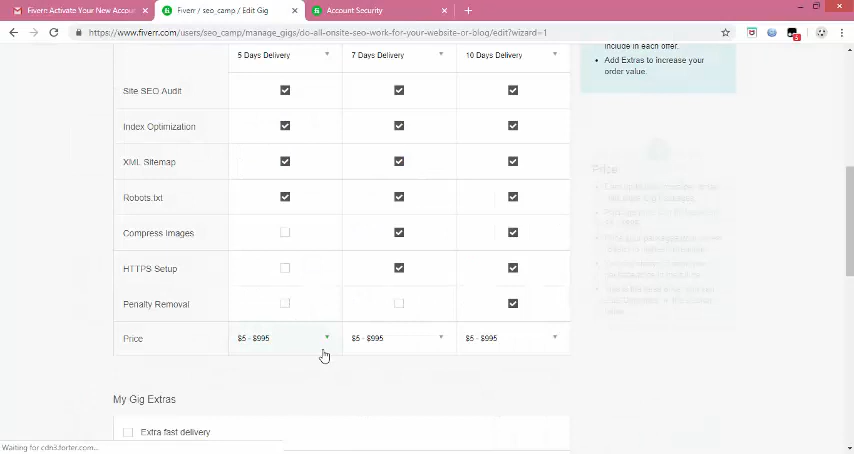 Fiverr Activate Your New Accou
Fiverr / seo_camp / Edit Gig
Account Security
https://www.fiverr.com/users/seo_camp/manage_gigs/do-all-onsite-seo-work-for-your-website-or-blog/edit?wizard=1
5 Days Delivery 7 Days Delivery 10 Days Delivery
include in each offer.
Add Extras to increase your
order value.
Site SEO Audit
Index Optimization
XML Sitemap
Robots.txt
Compress Images
HTTPS Setup
Penalty Removal
Price $5 - $995 $5 - $995 $5 - $995
Price
My Gig Extras
Extra fast delivery
Waiting for cdn3.forter.com...